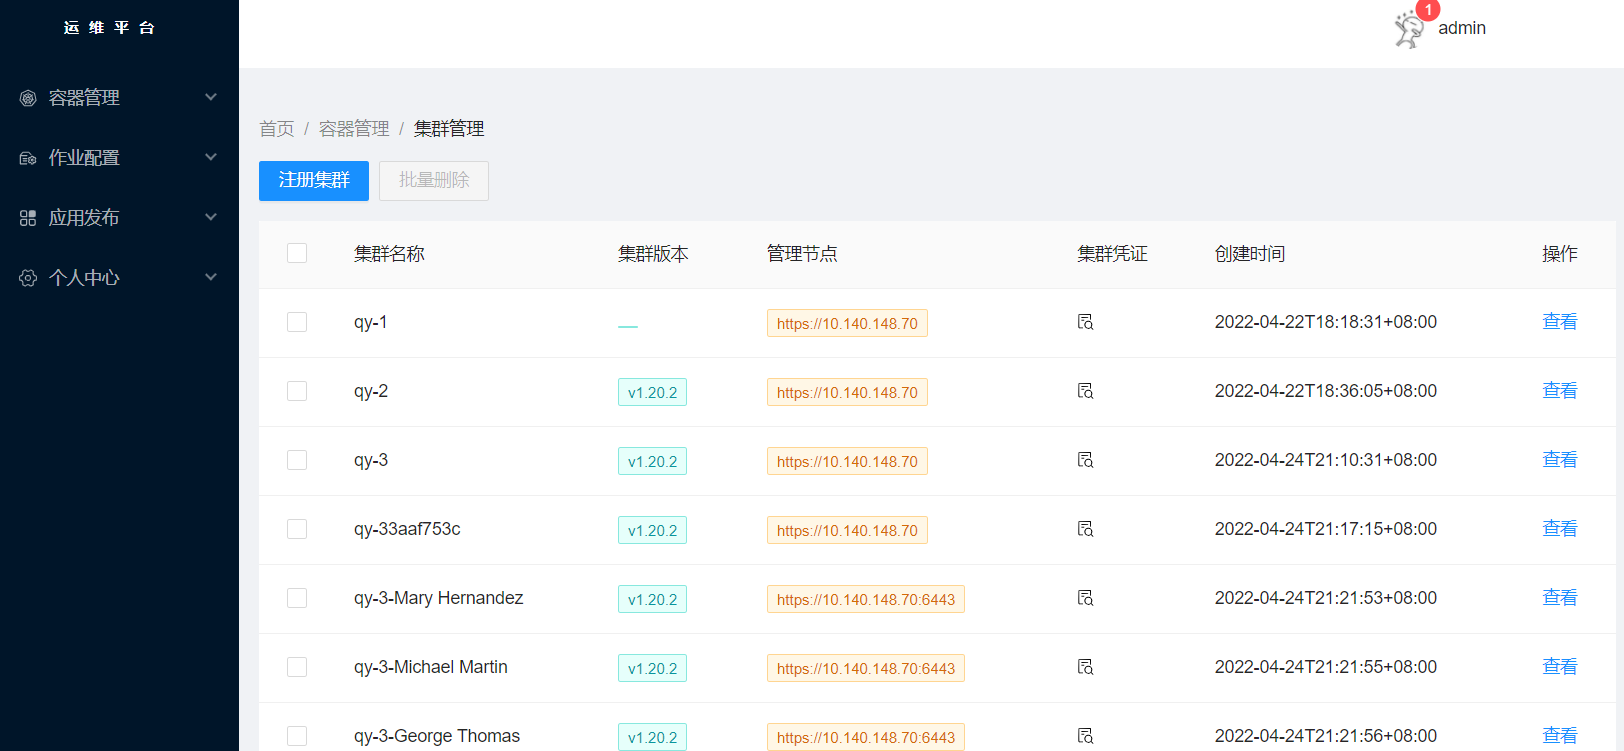 运维平台
1
admin
容器管理
作业配置
应用发布
个人中心
首页 / 容器管理 / 集群管理
注册集群 批量删除
集群名称 集群版本 管理节点 集群凭证 创建时间 操作
qy-1 — https://10.140.148.70 2022-04-22T18:18:31+08:00 查看
qy-2 v1.20.2 https://10.140.148.70 2022-04-22T18:36:05+08:00 查看
qy-3 v1.20.2 https://10.140.148.70 2022-04-24T21:10:31+08:00 查看
qy-33aaf753c v1.20.2 https://10.140.148.70 2022-04-24T21:17:15+08:00 查看
qy-3-Mary Hernandez v1.20.2 https://10.140.148.70:6443 2022-04-24T21:21:53+08:00 查看
qy-3-Michael Martin v1.20.2 https://10.140.148.70:6443 2022-04-24T21:21:55+08:00 查看
qy-3-George Thomas v1.20.2 https://10.140.148.70:6443 2022-04-24T21:21:56+08:00 查看